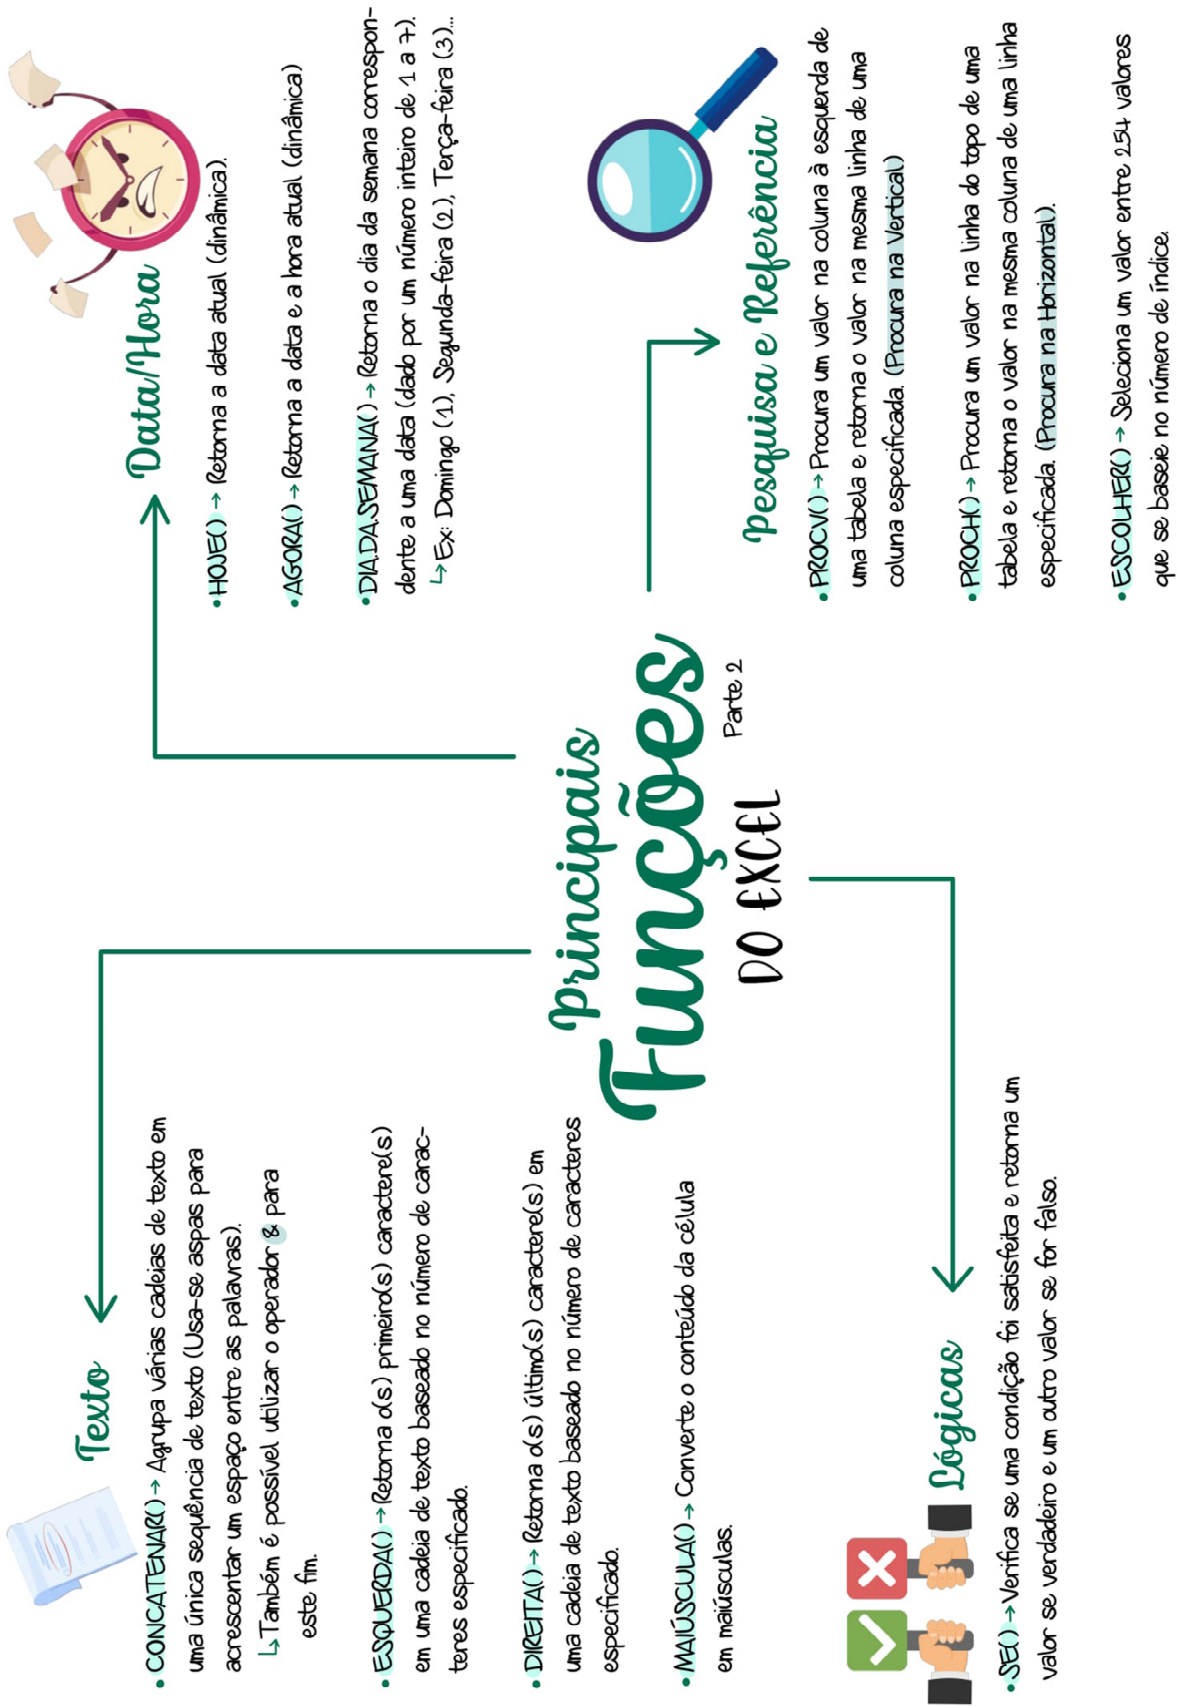 Principais
Funções
DO EXCEL
Parte 2
Texto
• CONCATENAR() → Agrupa várias cadeias de texto em
uma única sequência de texto (Usa-se aspas para
acrescentar um espaço entre as palavras).
↳ Também é possível utilizar o operador & para
este fim.
• ESQUERDA() → Retorna o(s) primeiro(s) caractere(s)
em uma cadeia de texto baseado no número de carac-
teres especificado.
• DIREITA() → Retorna o(s) último(s) caractere(s) em
uma cadeia de texto baseado no número de caracteres
especificado.
• MAIÚSCULA() → Converte o conteúdo da célula
em maiúsculas.
Data/Hora
• HOJE() → Retorna a data atual (dinâmica).
• AGORA() → Retorna a data e a hora atual (dinâmica)
• DIA.DA.SEMANA() → Retorna o dia da semana correspon-
dente a uma data (dado por um número inteiro de 1 a 7).
↳ Ex: Domingo (1), Segunda-feira (2), Terça-feira (3)...
Lógicas
• SE() → Verifica se uma condição foi satisfeita e retorna um
valor se verdadeiro e um outro valor se for falso.
Pesquisa e Referência
• PROCV() → Procura um valor na coluna à esquerda de
uma tabela e retorna o valor na mesma linha de uma
coluna especificada. (Procura na Vertical)
• PROCH() → Procura um valor na linha do topo de uma
tabela e retorna o valor na mesma coluna de uma linha
especificada. (Procura na Horizontal).
• ESCOLHER() → Seleciona um valor entre 254 valores
que se baseie no número de índice.